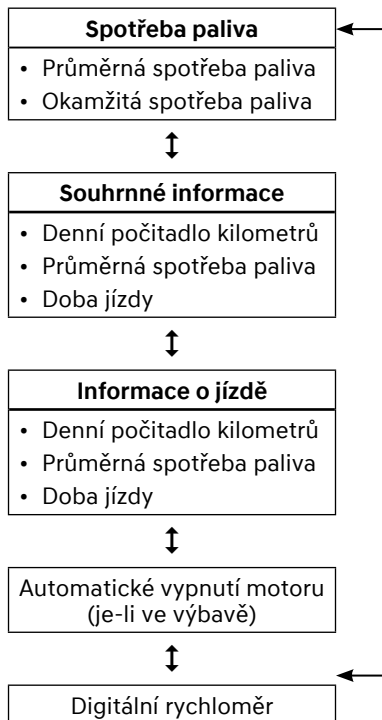 Spotřeba paliva
• Průměrná spotřeba paliva
• Okamžitá spotřeba paliva
Souhrnné informace
• Denní počitadlo kilometrů
• Průměrná spotřeba paliva
• Doba jízdy
Informace o jízdě
• Denní počitadlo kilometrů
• Průměrná spotřeba paliva
• Doba jízdy
Automatické vypnutí motoru
(je-li ve výbavě)
Digitální rychloměr